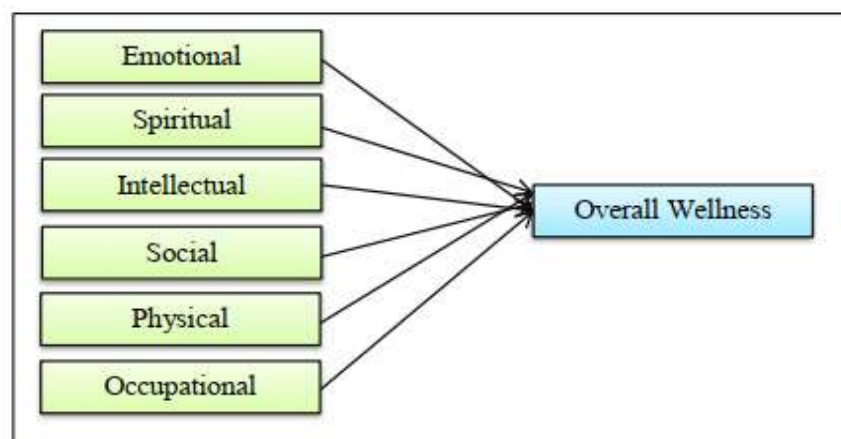 Emotional
Spiritual
Intellectual
Social
Physical
Occupational
Overall Wellness